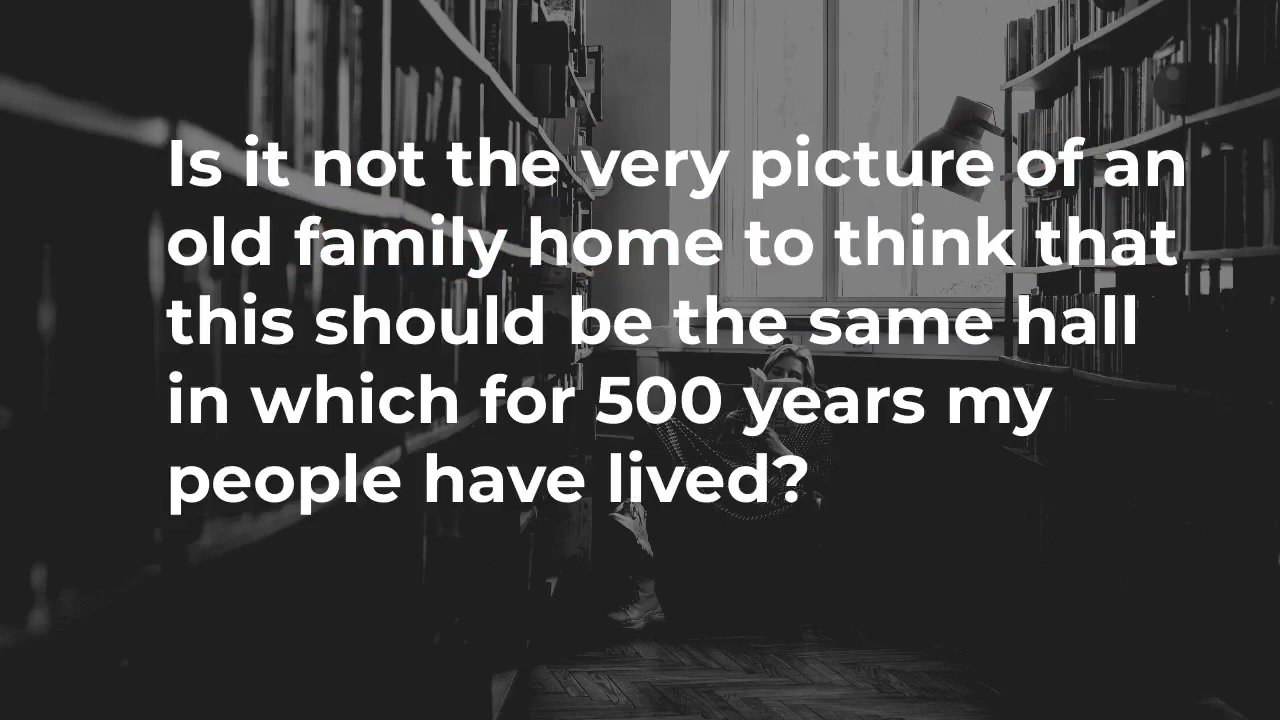 Is it not the very picture of an
old family home to think that
this should be the same hall
in which for 500 years my
people have lived?